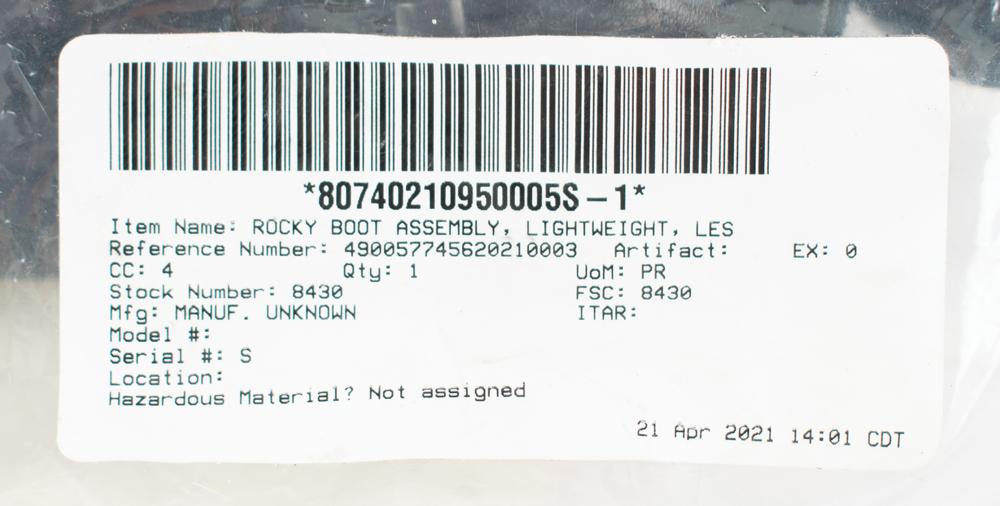 *80740210950005S-1*
Item Name: ROCKY BOOT ASSEMBLY, LIGHTWEIGHT, LES
Reference Number: 490057745620210003 Artifact: EX: 0
CC: 4 Qty: 1 UoM: PR
Stock Number: 8430 FSC: 8430
Mfg: MANUF. UNKNOWN ITAR:
Model #:
Serial #: S
Location:
Hazardous Material? Not assigned
21 Apr 2021 14:01 CDT